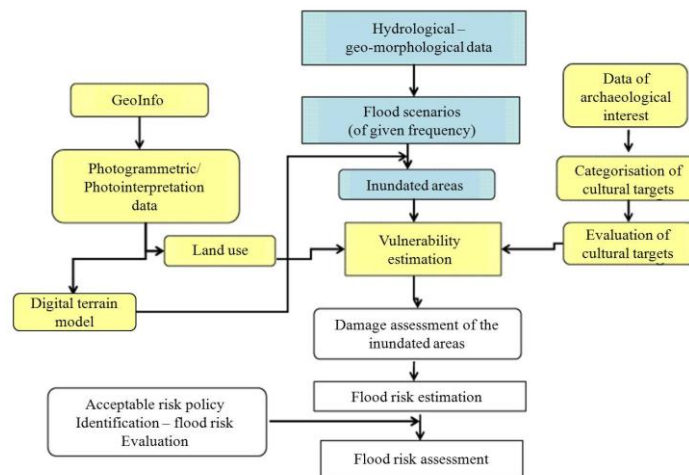 Hydrological –
geo-morphological data
GeoInfo
Data of
archaeological
interest
Flood scenarios
(of given frequency)
Photogrammetric/
Photointerpretation
data
Categorisation of
cultural targets
Inundated areas
Land use
Vulnerability
estimation
Evaluation of
cultural targets
Digital terrain
model
Damage assessment of the
inundated areas
Flood risk estimation
Acceptable risk policy
Identification – flood risk
Evaluation
Flood risk assessment